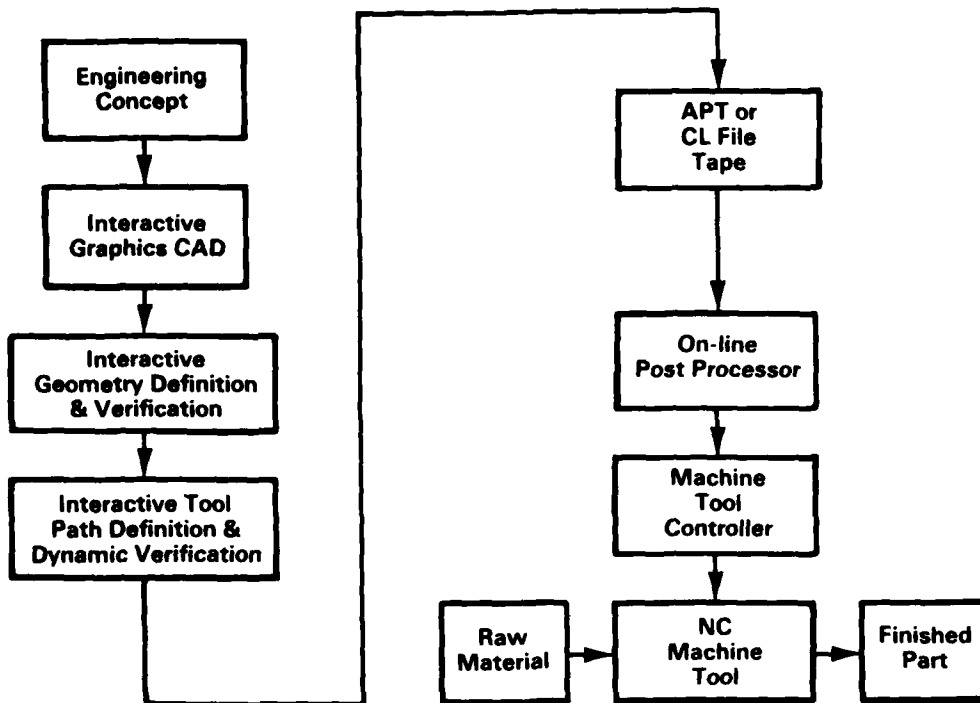 Engineering
Concept
Interactive
Graphics CAD
Interactive
Geometry Definition
& Verification
Interactive Tool
Path Definition &
Dynamic Verification
APT or
CL File
Tape
On-line
Post Processor
Machine
Tool
Controller
Raw
Material
NC
Machine
Tool
Finished
Part